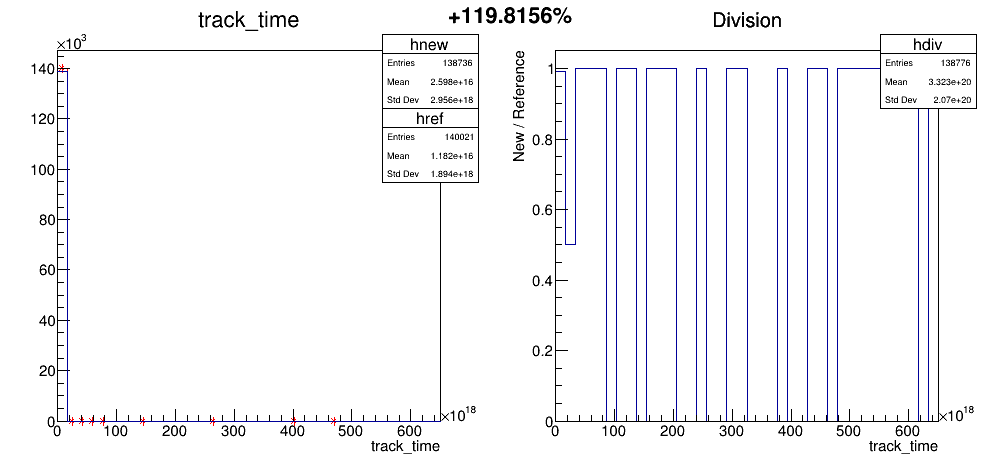 +119.8156%
track_time
×10³
hnew
Entries 138736
Mean 2.598e+16
Std Dev 2.956e+18
href
Entries 140021
Mean 1.182e+16
Std Dev 1.894e+18
140
120
100
80
60
40
20
0
0 100 200 300 400 500 600
×10¹⁸
track_time
Division
New / Reference
hdiv
Entries 138776
Mean 3.323e+20
Std Dev 2.07e+20
1
0.8
0.6
0.4
0.2
0
0 100 200 300 400 500 600
×10¹⁸
track_time